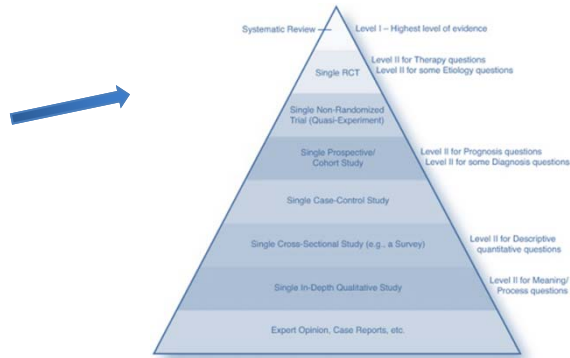 Systematic Review
Level I – Highest level of evidence
Single RCT
Level II for Therapy questions
Level II for some Etiology questions
Single Non-Randomized
Trial (Quasi-Experiment)
Single Prospective/
Cohort Study
Level II for Prognosis questions
Level II for some Diagnosis questions
Single Case-Control Study
Single Cross-Sectional Study (e.g., a Survey)
Level II for Descriptive
quantitative questions
Single In-Depth Qualitative Study
Level II for Meaning/
Process questions
Expert Opinion, Case Reports, etc.